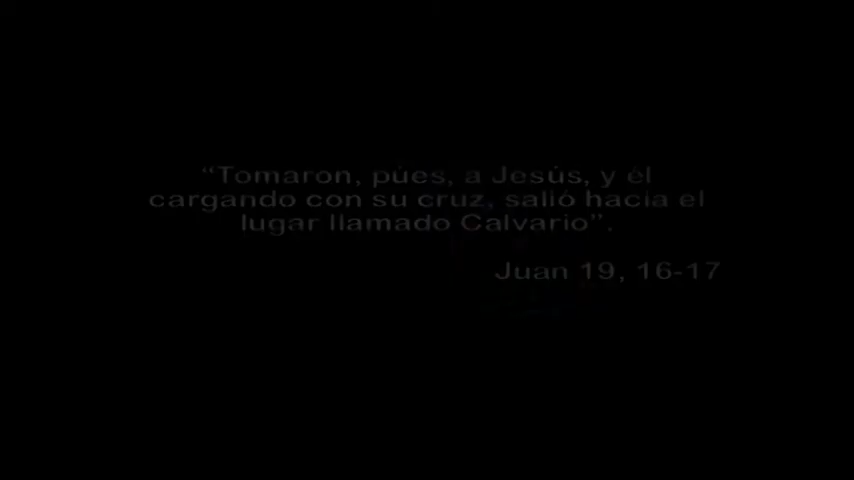 “Tomaron, pues, a Jesús, y él
cargando con su cruz, salió hacia el
lugar llamado Calvario”.
Juan 19, 16-17